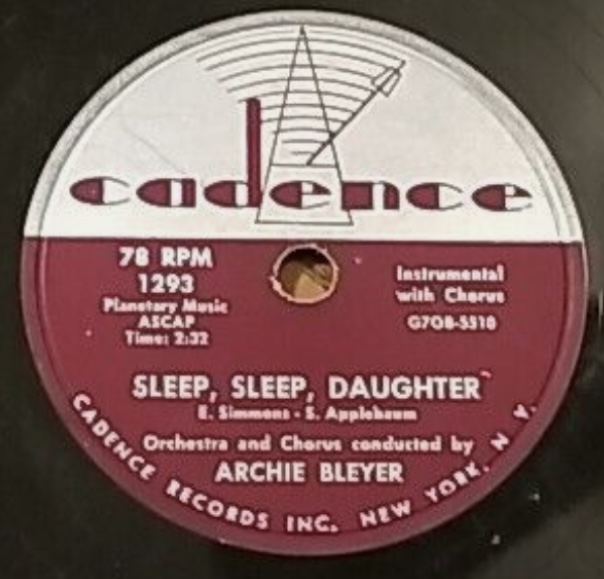 cadence
78 RPM
1293
Planetary Music
ASCAP
Time: 2:32
Instrumental
with Chorus
G7OB-5510
SLEEP, SLEEP, DAUGHTER
E. Simmons - S. Applebaum
Orchestra and Chorus conducted by
ARCHIE BLEYER
CADENCE RECORDS INC. NEW YORK, N. Y.